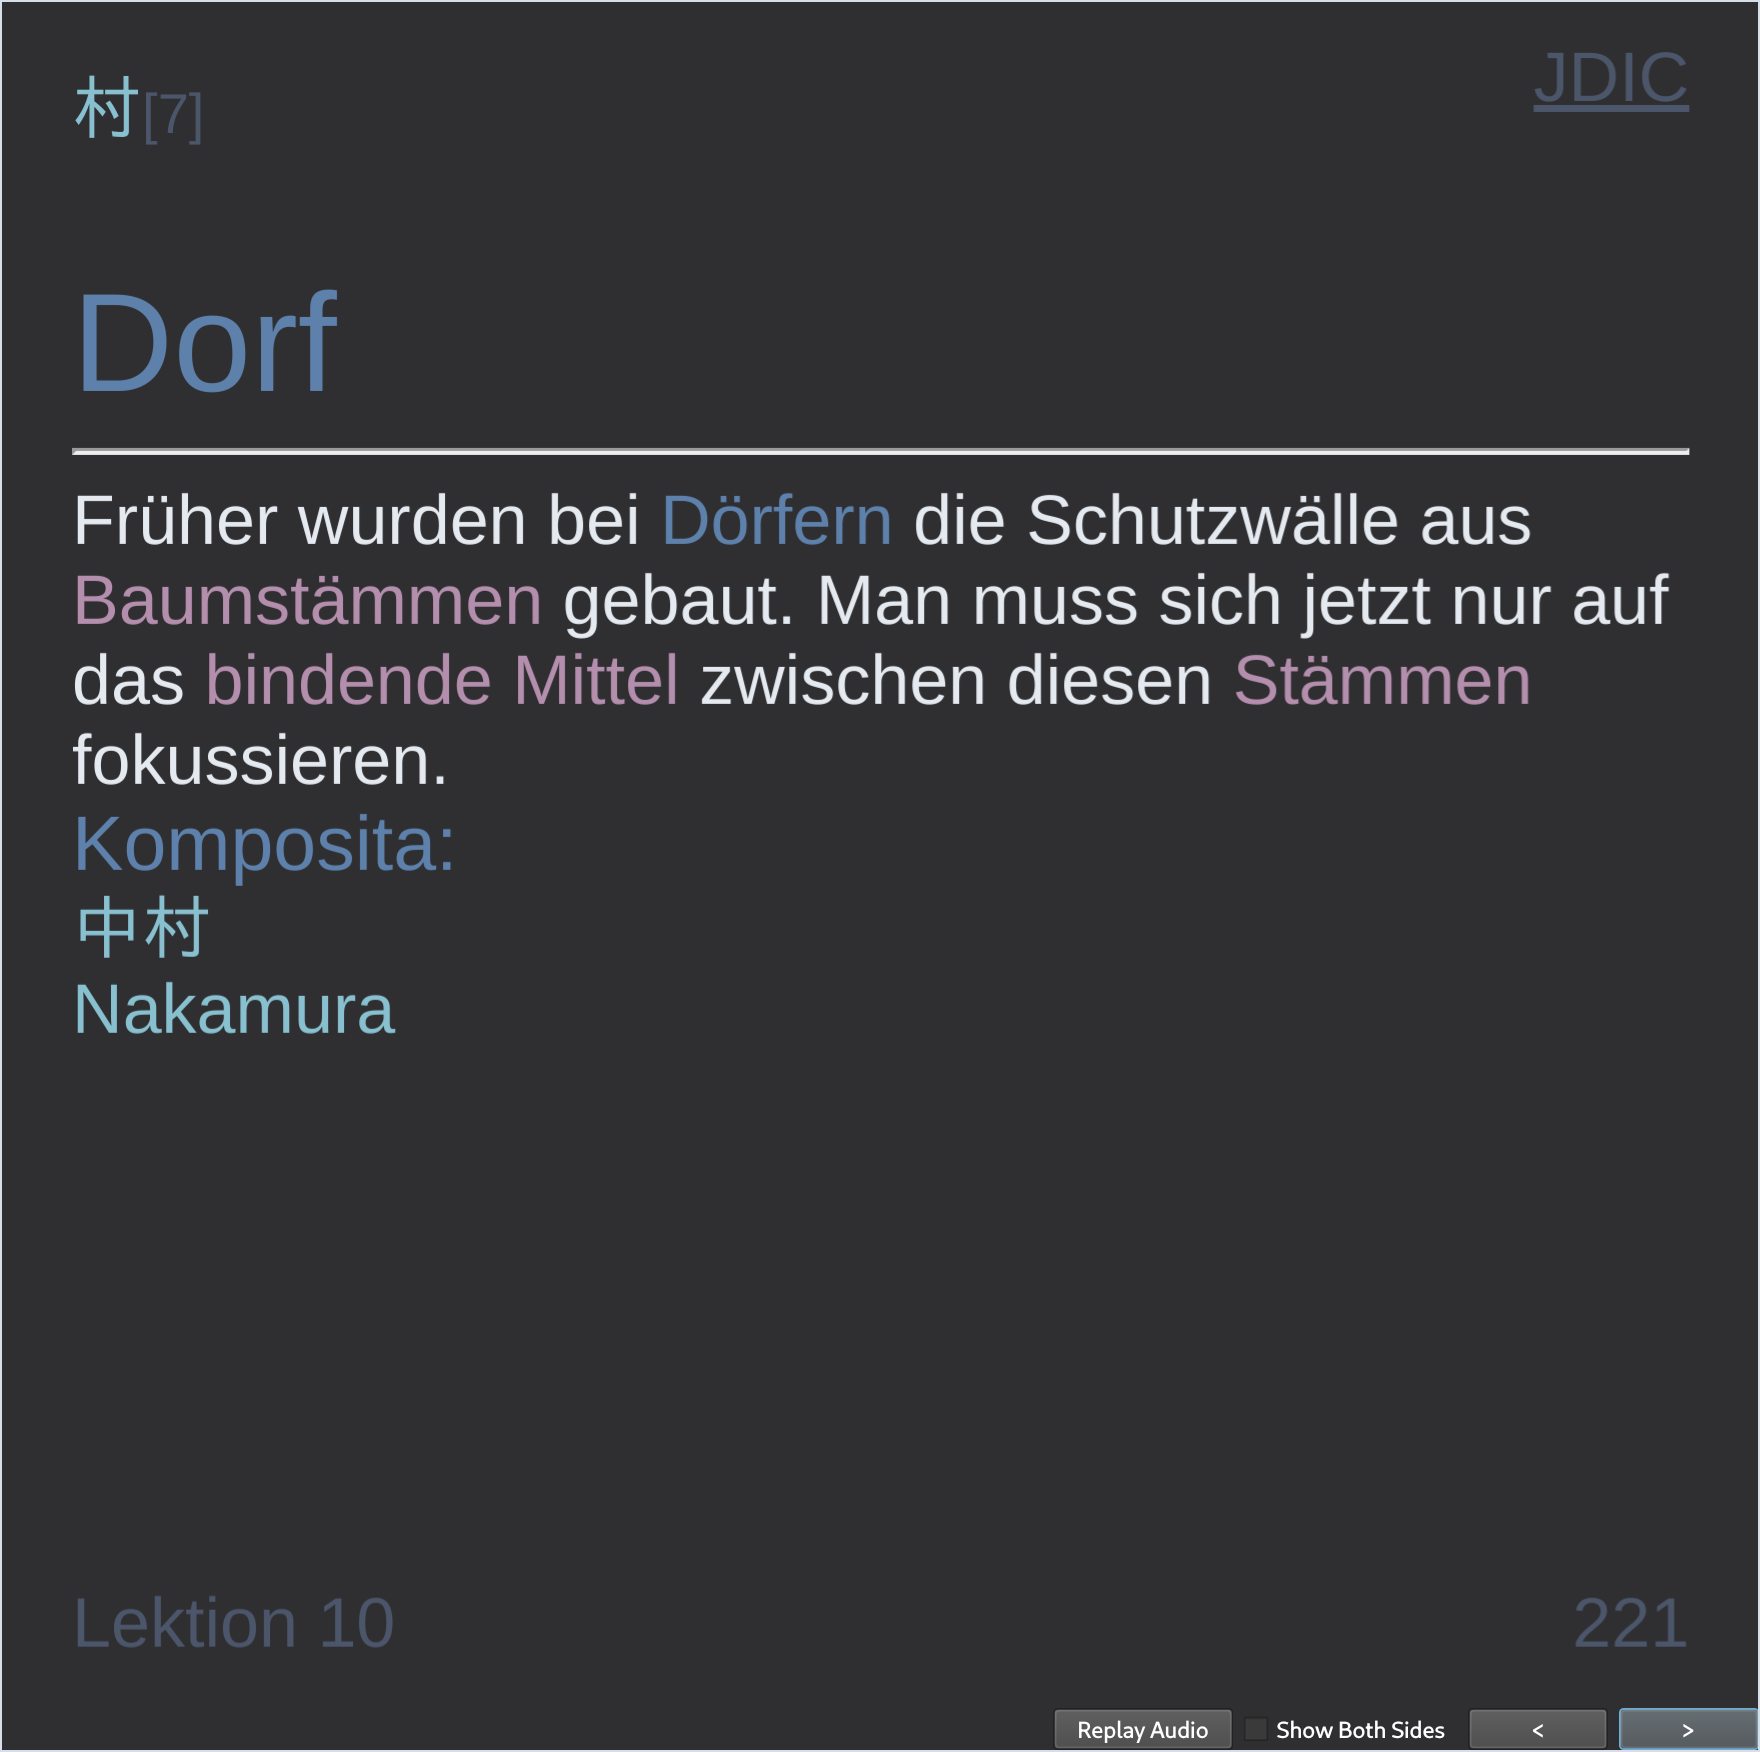 村[7]
JDIC
Dorf
Früher wurden bei Dörfern die Schutzwälle aus
Baumstämmen gebaut. Man muss sich jetzt nur auf
das bindende Mittel zwischen diesen Stämmen
fokussieren.
Komposita:
中村
Nakamura
Lektion 10
221
Replay Audio
Show Both Sides
<
>